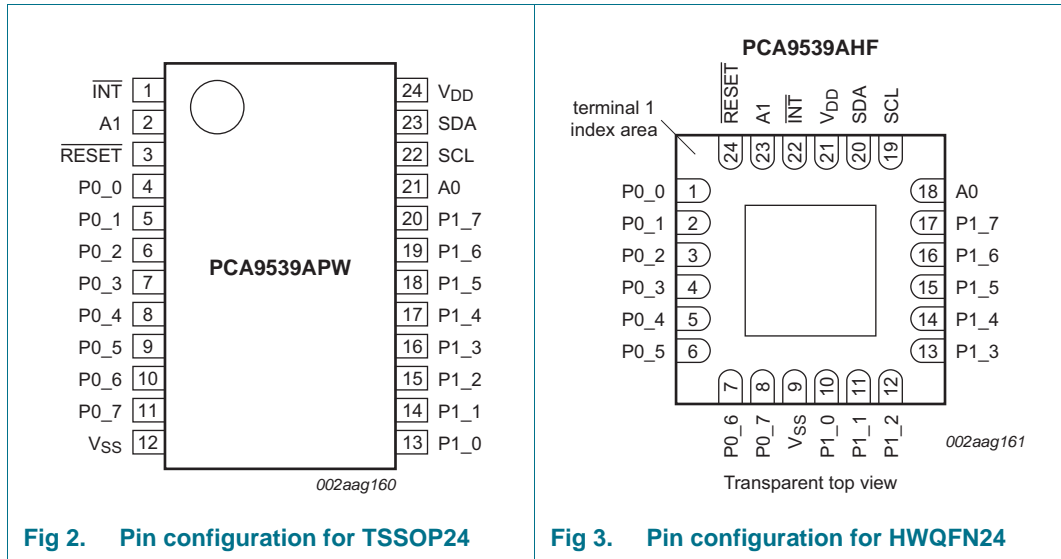 INT 1
A1 2
RESET 3
P0_0 4
P0_1 5
P0_2 6
P0_3 7
P0_4 8
P0_5 9
P0_6 10
P0_7 11
VSS 12
PCA9539APW
24 VDD
23 SDA
22 SCL
21 A0
20 P1_7
19 P1_6
18 P1_5
17 P1_4
16 P1_3
15 P1_2
14 P1_1
13 P1_0
002aag160
Fig 2. Pin configuration for TSSOP24
PCA9539AHF
terminal 1
index area
RESET A1 INT VDD SDA SCL
24 23 22 21 20 19
P0_0 1
P0_1 2
P0_2 3
P0_3 4
P0_4 5
P0_5 6
18 A0
17 P1_7
16 P1_6
15 P1_5
14 P1_4
13 P1_3
7 8 9 10 11 12
P0_6 P0_7 VSS P1_0 P1_1 P1_2
002aag161
Transparent top view
Fig 3. Pin configuration for HWQFN24